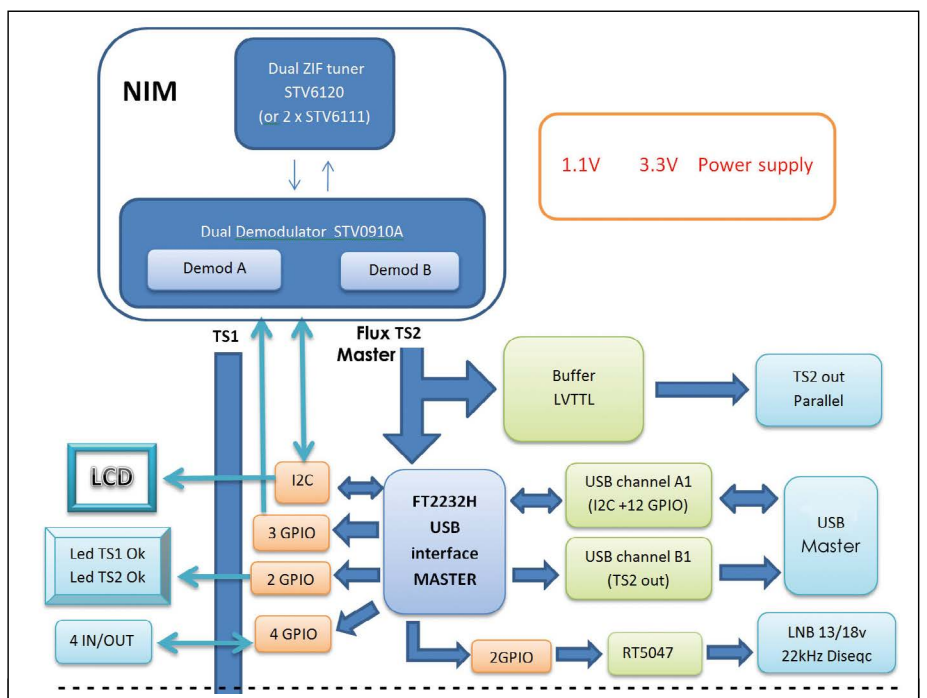 NIM
Dual ZIF tuner
STV6120
(or 2 x STV6111)
1.1V 3.3V Power supply
Dual Demodulator STV0910A
Demod A
Demod B
TS1
Flux TS2
Master
Buffer
LVTTL
TS2 out
Parallel
LCD
I2C
FT2232H
USB
interface
MASTER
USB channel A1
(I2C +12 GPIO)
USB
Master
3 GPIO
Led TS1 Ok
Led TS2 Ok
2 GPIO
USB channel B1
(TS2 out)
4 IN/OUT
4 GPIO
2GPIO
RT5047
LNB 13/18v
22kHz Diseqc